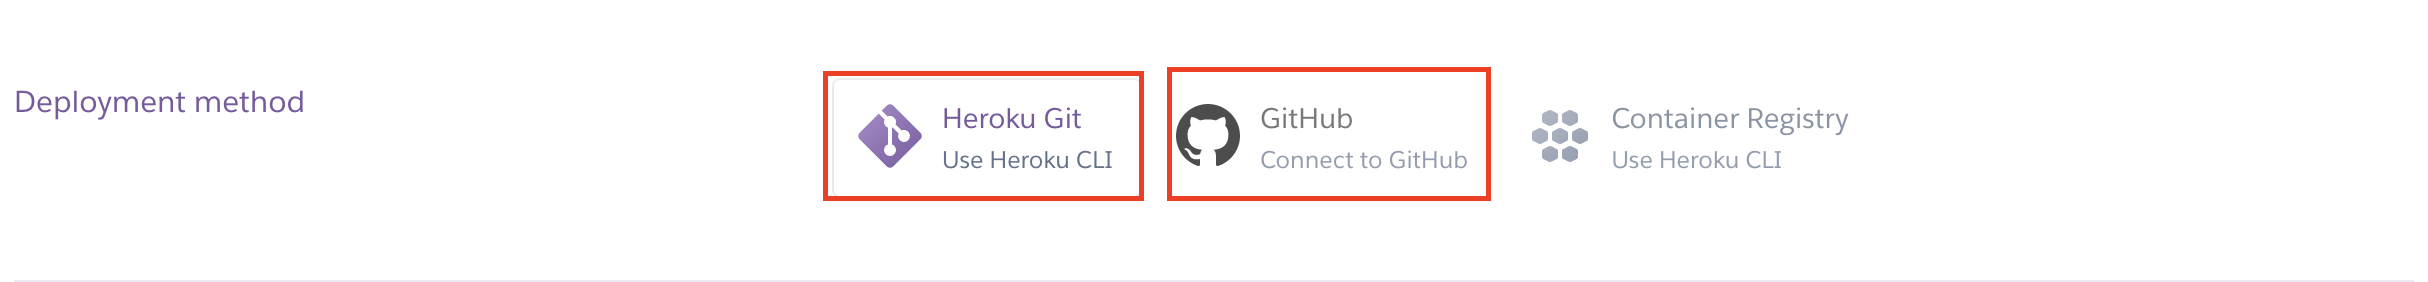 Deployment method
Heroku Git
Use Heroku CLI
GitHub
Connect to GitHub
Container Registry
Use Heroku CLI